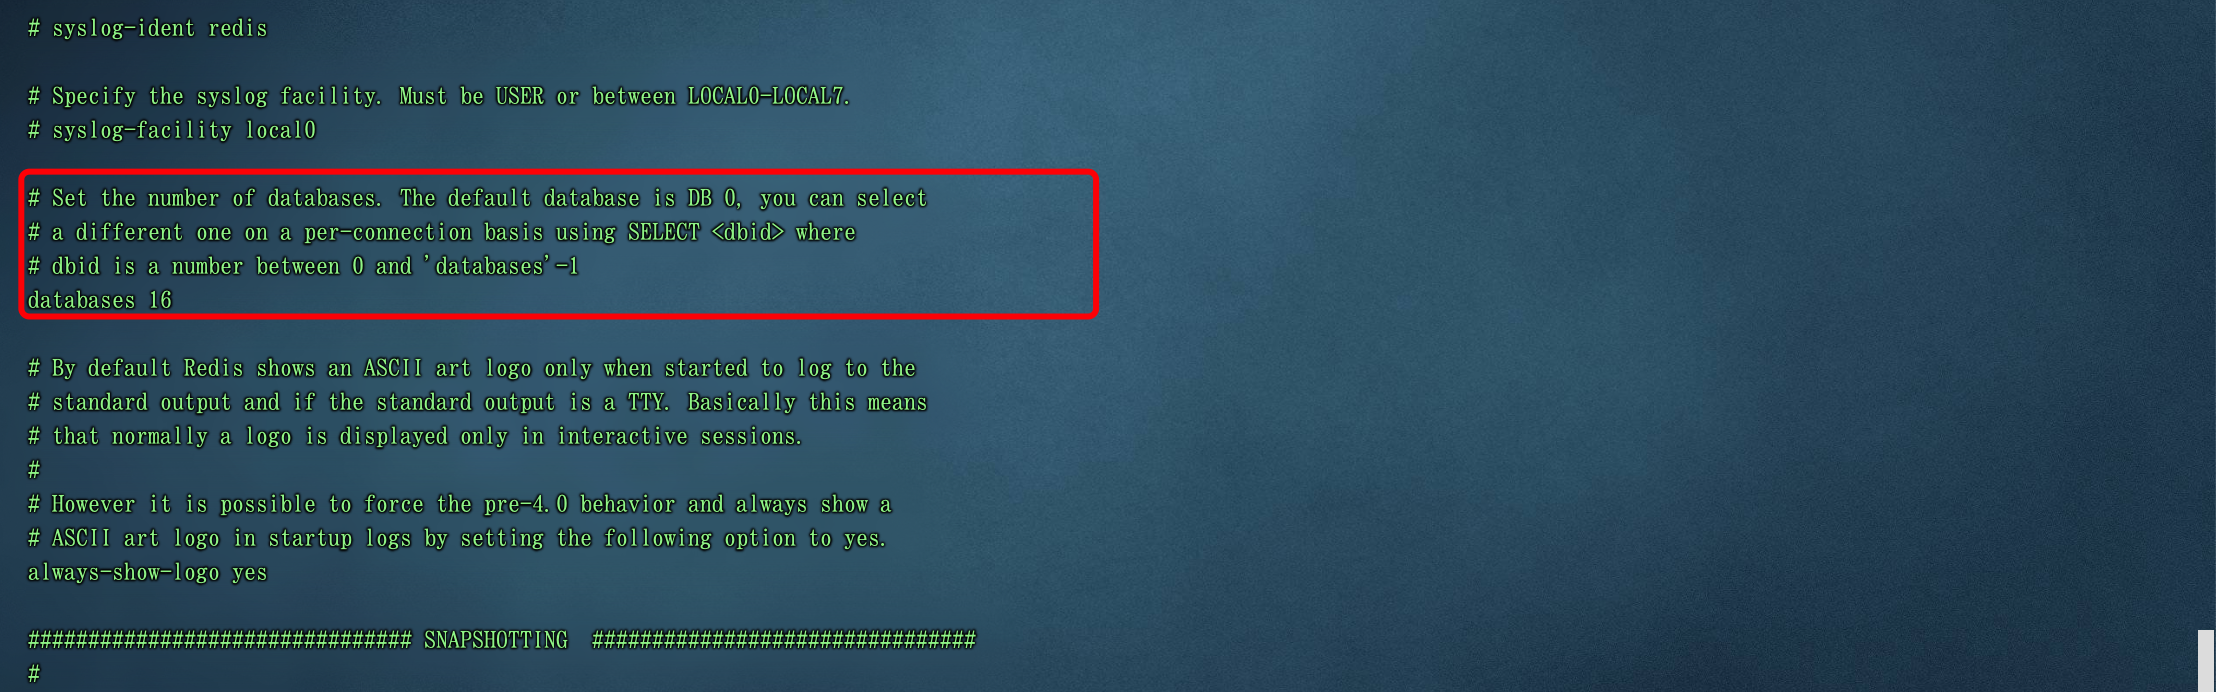 # syslog-ident redis
# Specify the syslog facility. Must be USER or between LOCAL0-LOCAL7.
# syslog-facility local0
# Set the number of databases. The default database is DB 0, you can select
# a different one on a per-connection basis using SELECT <dbid> where
# dbid is a number between 0 and 'databases'-1
databases 16
# By default Redis shows an ASCII art logo only when started to log to the
# standard output and if the standard output is a TTY. Basically this means
# that normally a logo is displayed only in interactive sessions.
#
# However it is possible to force the pre-4.0 behavior and always show a
# ASCII art logo in startup logs by setting the following option to yes.
always-show-logo yes
################################ SNAPSHOTTING  ################################
#